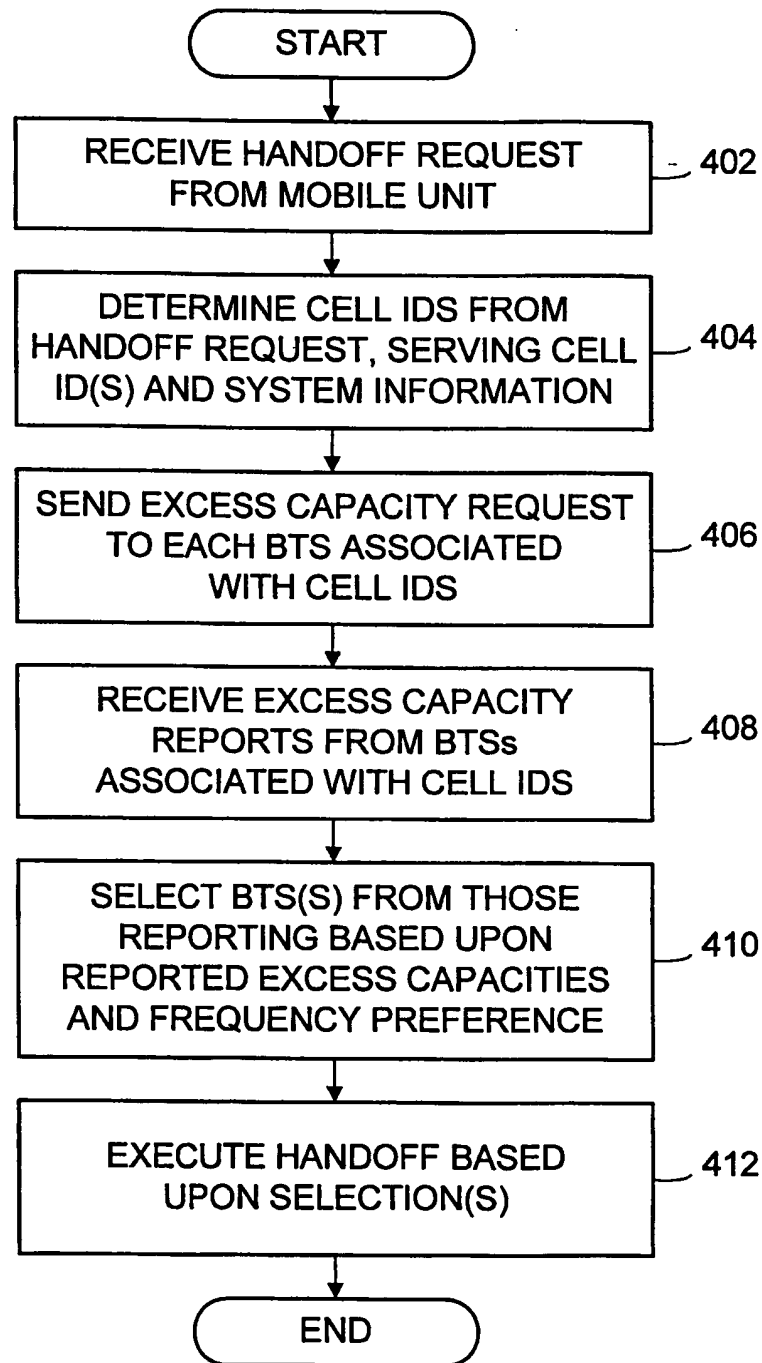 START
RECEIVE HANDOFF REQUEST
FROM MOBILE UNIT
402
DETERMINE CELL IDS FROM
HANDOFF REQUEST, SERVING CELL
ID(S) AND SYSTEM INFORMATION
404
SEND EXCESS CAPACITY REQUEST
TO EACH BTS ASSOCIATED
WITH CELL IDS
406
RECEIVE EXCESS CAPACITY
REPORTS FROM BTSs
ASSOCIATED WITH CELL IDS
408
SELECT BTS(S) FROM THOSE
REPORTING BASED UPON
REPORTED EXCESS CAPACITIES
AND FREQUENCY PREFERENCE
410
EXECUTE HANDOFF BASED
UPON SELECTION(S)
412
END